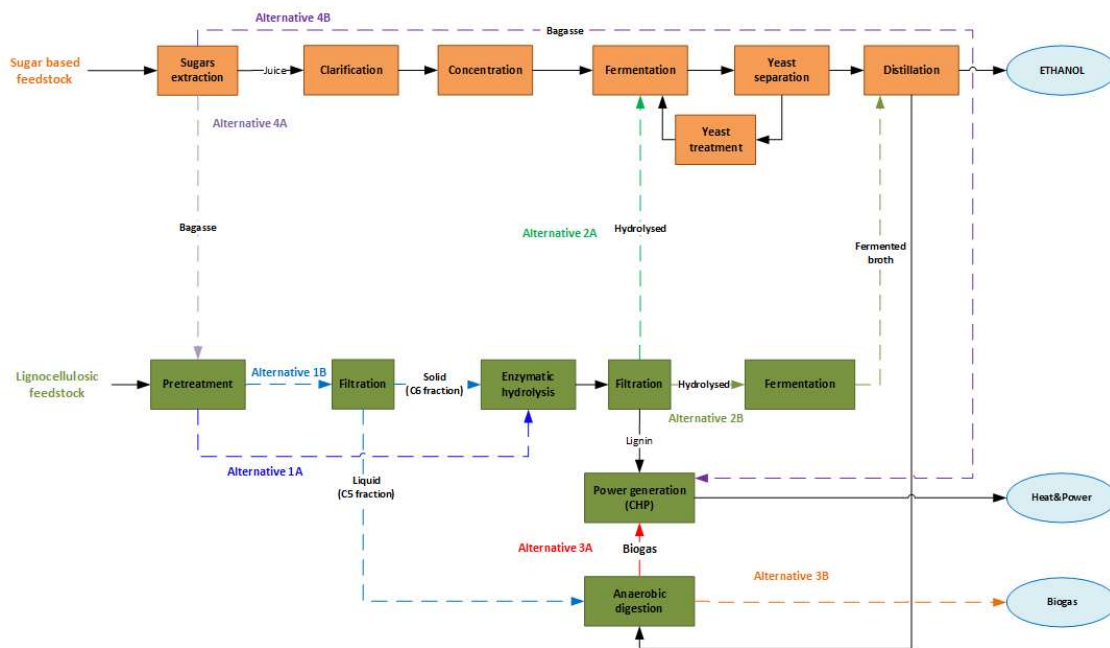 Alternative 4B
Bagasse
Sugar based
feedstock
Sugars
extraction
Juice
Clarification
Concentration
Fermentation
Yeast
separation
Distillation
ETHANOL
Yeast
treatment
Alternative 4A
Bagasse
Alternative 2A
Hydrolysed
Fermented
broth
Lignocellulosic
feedstock
Pretreatment
Alternative 1B
Filtration
Solid
(C6 fraction)
Enzymatic
hydrolysis
Filtration
Hydrolysed
Fermentation
Alternative 2B
Alternative 1A
Liquid
(C5 fraction)
Lignin
Power generation
(CHP)
Heat&Power
Alternative 3A
Biogas
Alternative 3B
Anaerobic
digestion
Biogas